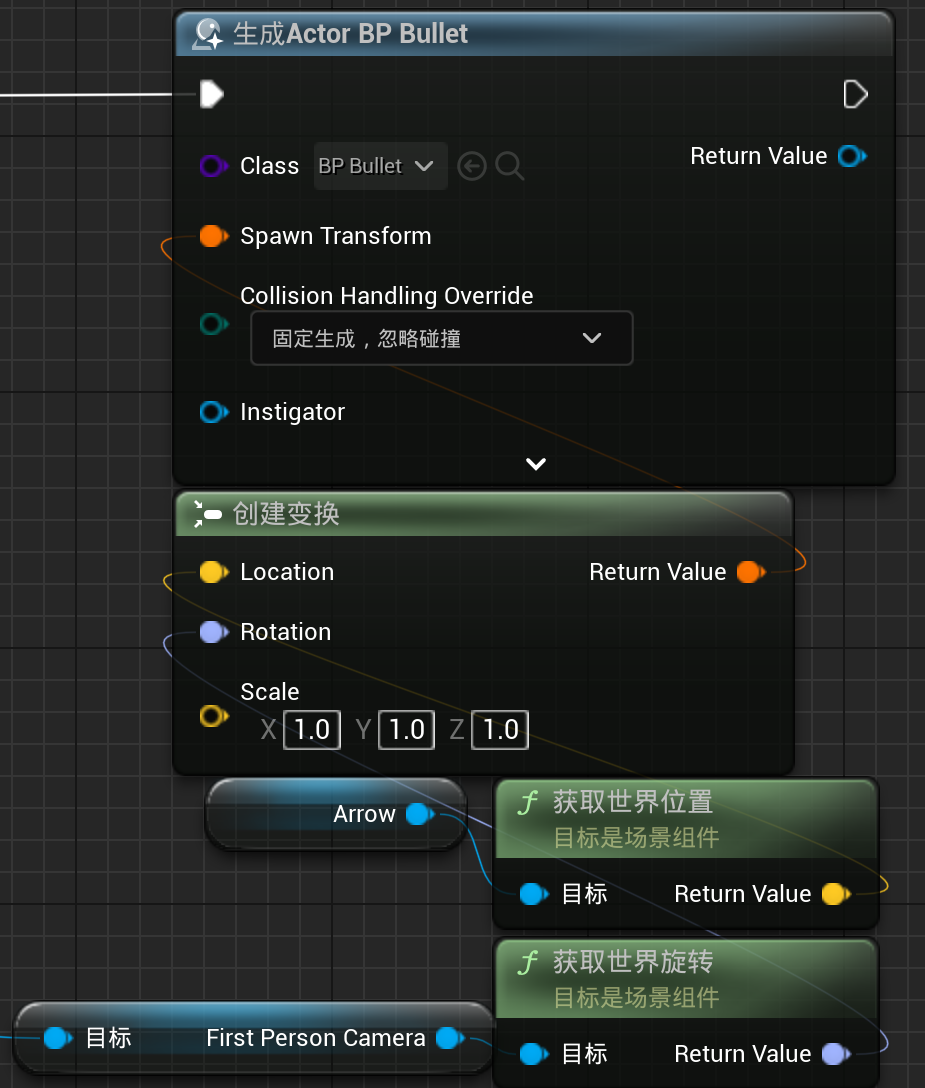 生成Actor BP Bullet
Class BP Bullet
Return Value
Spawn Transform
Collision Handling Override
固定生成，忽略碰撞
Instigator
创建变换
Location
Return Value
Rotation
Scale
X 1.0 Y 1.0 Z 1.0
Arrow
获取世界位置
目标是场景组件
目标 Return Value
获取世界旋转
目标是场景组件
目标 First Person Camera
目标 Return Value